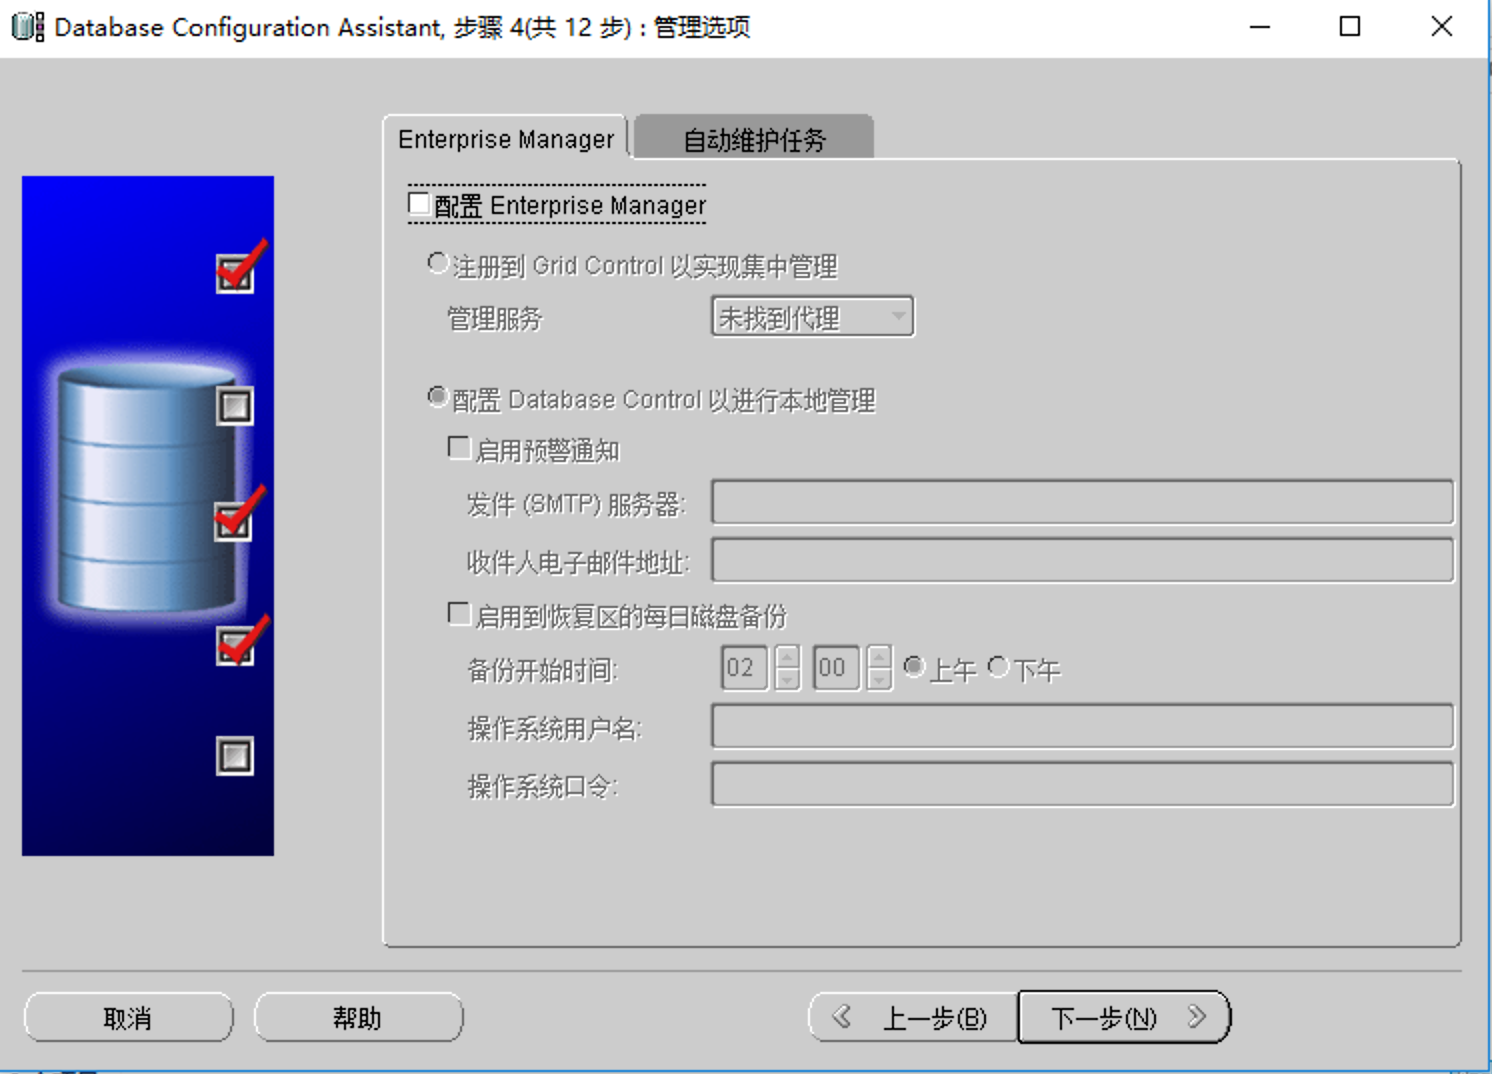 Database Configuration Assistant, 步骤 4(共 12 步) : 管理选项
Enterprise Manager
自动维护任务
配置 Enterprise Manager
注册到 Grid Control 以实现集中管理
管理服务
未找到代理
配置 Database Control 以进行本地管理
启用预警通知
发件 (SMTP) 服务器:
收件人电子邮件地址:
启用到恢复区的每日磁盘备份
备份开始时间:
02
00
上午
下午
操作系统用户名:
操作系统口令:
取消
帮助
上一步(B)
下一步(N)